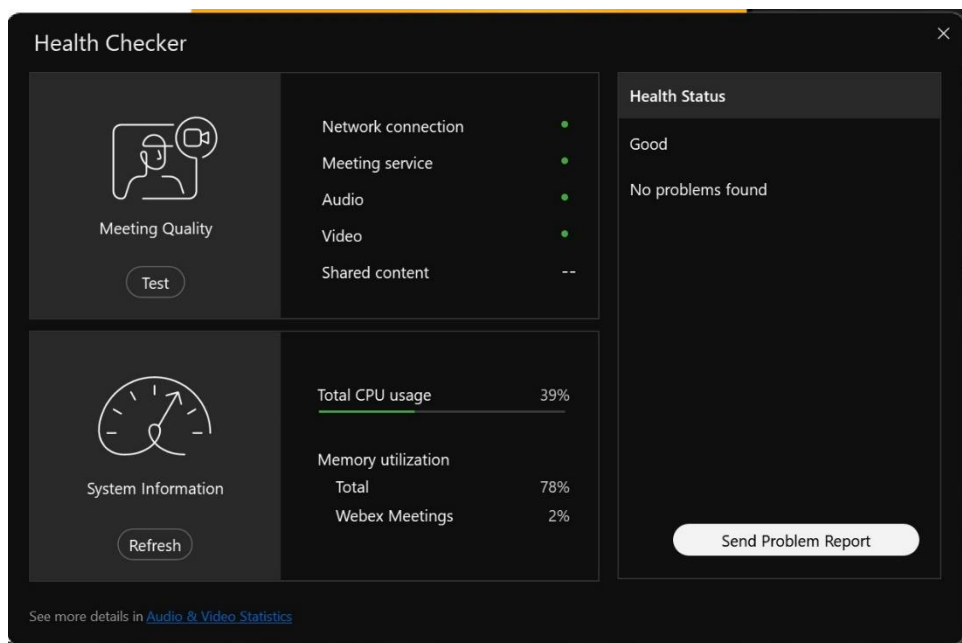 Health Checker
Meeting Quality
Test
Network connection
Meeting service
Audio
Video
Shared content --
System Information
Refresh
Total CPU usage 39%
Memory utilization
Total 78%
Webex Meetings 2%
Health Status
Good
No problems found
Send Problem Report
See more details in Audio & Video Statistics